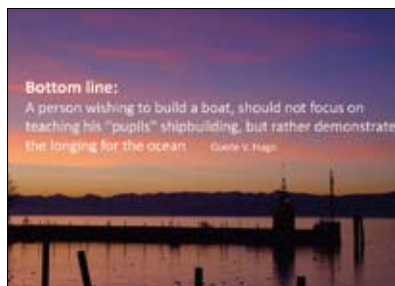 Bottom line:
A person wishing to build a boat, should not focus on
teaching his "pupils" shipbuilding, but rather demonstrate
the longing for the ocean V. Hugo